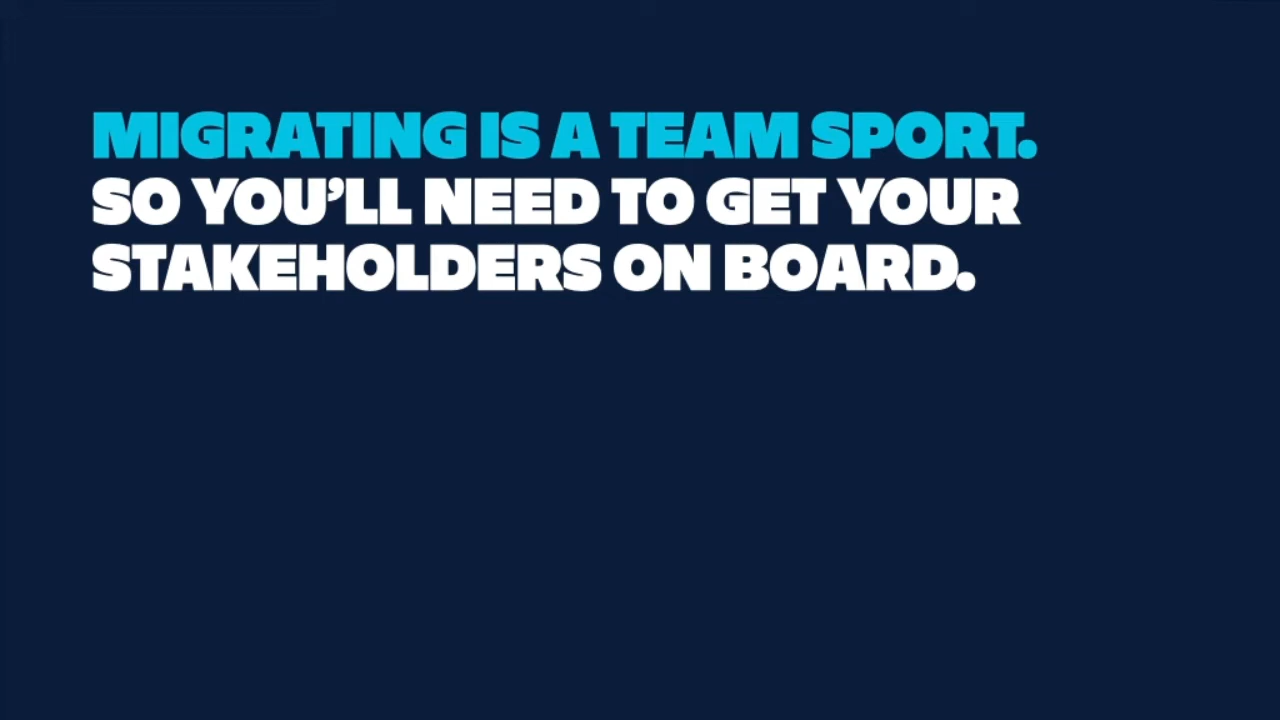 MIGRATING IS A TEAM SPORT.
SO YOU’LL NEED TO GET YOUR
STAKEHOLDERS ON BOARD.